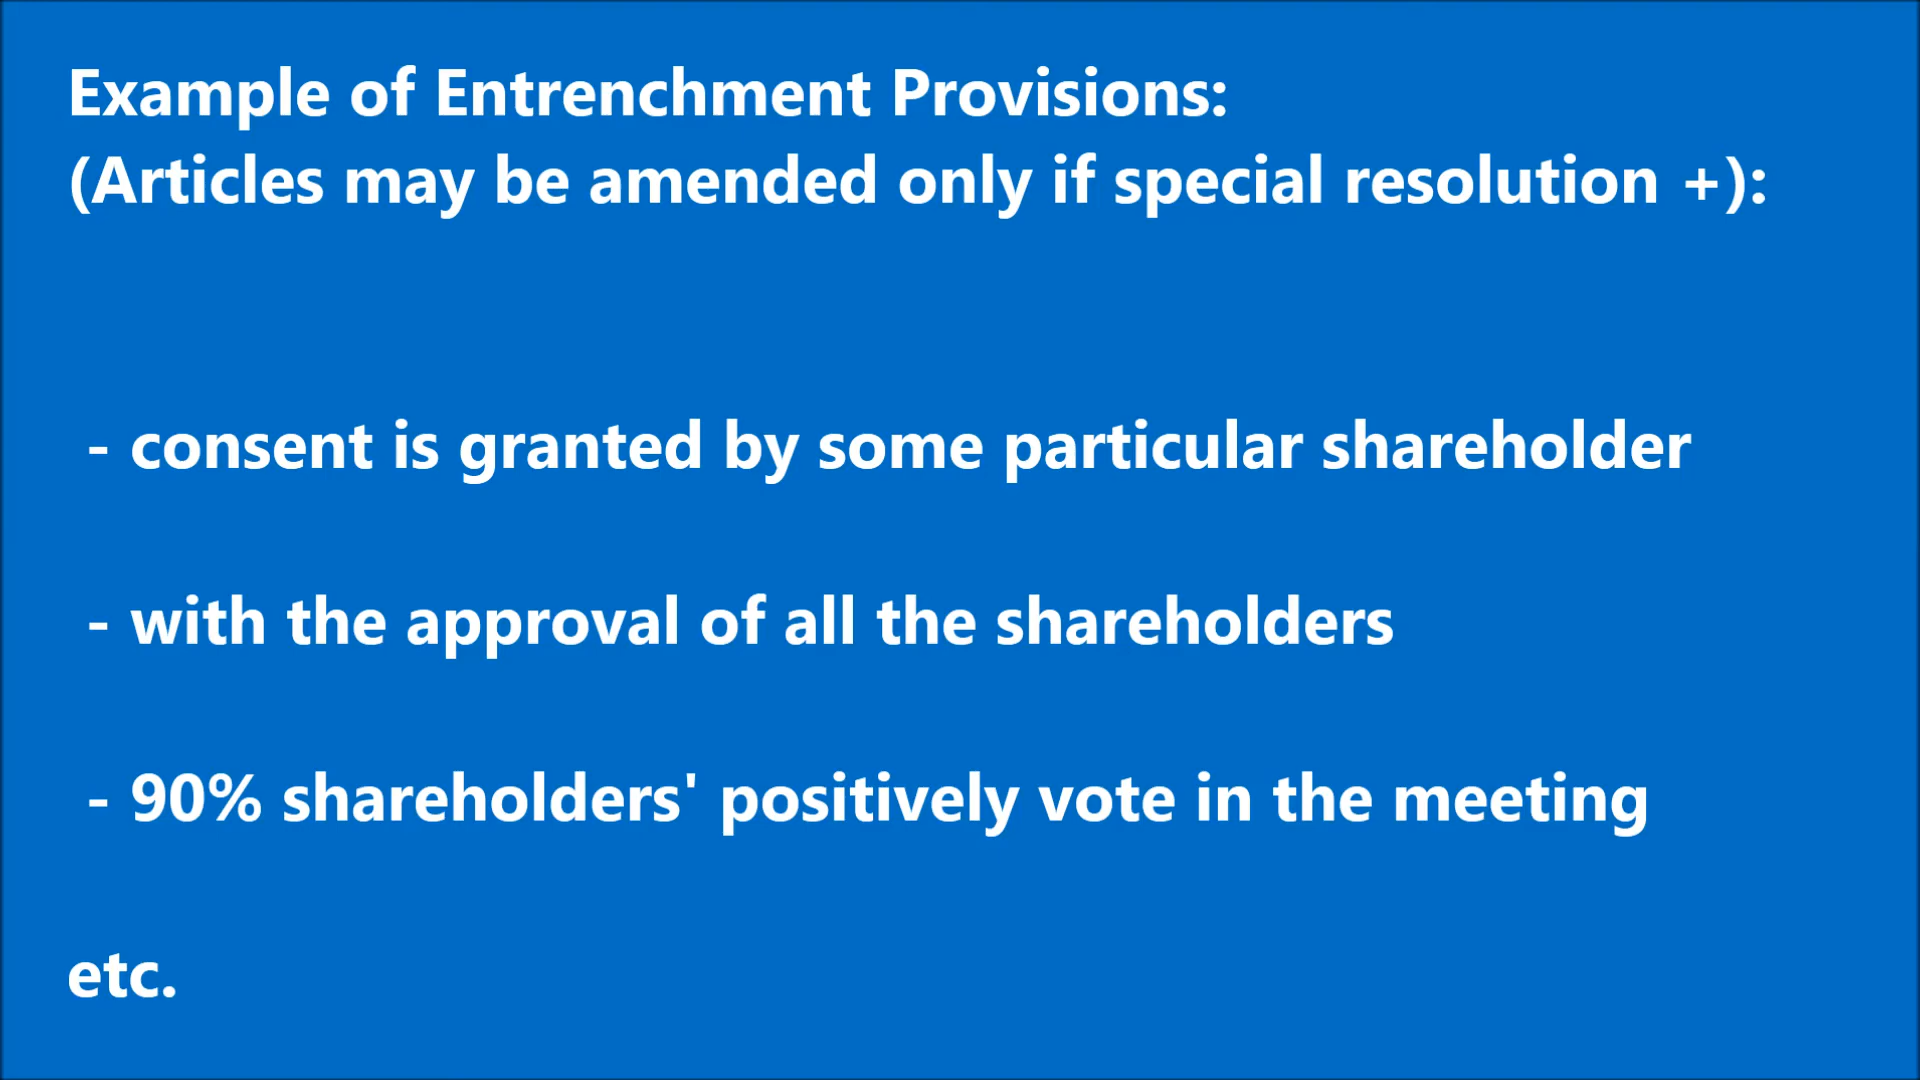 Example of Entrenchment Provisions:
(Articles may be amended only if special resolution +):
- consent is granted by some particular shareholder
- with the approval of all the shareholders
- 90% shareholders' positively vote in the meeting
etc.